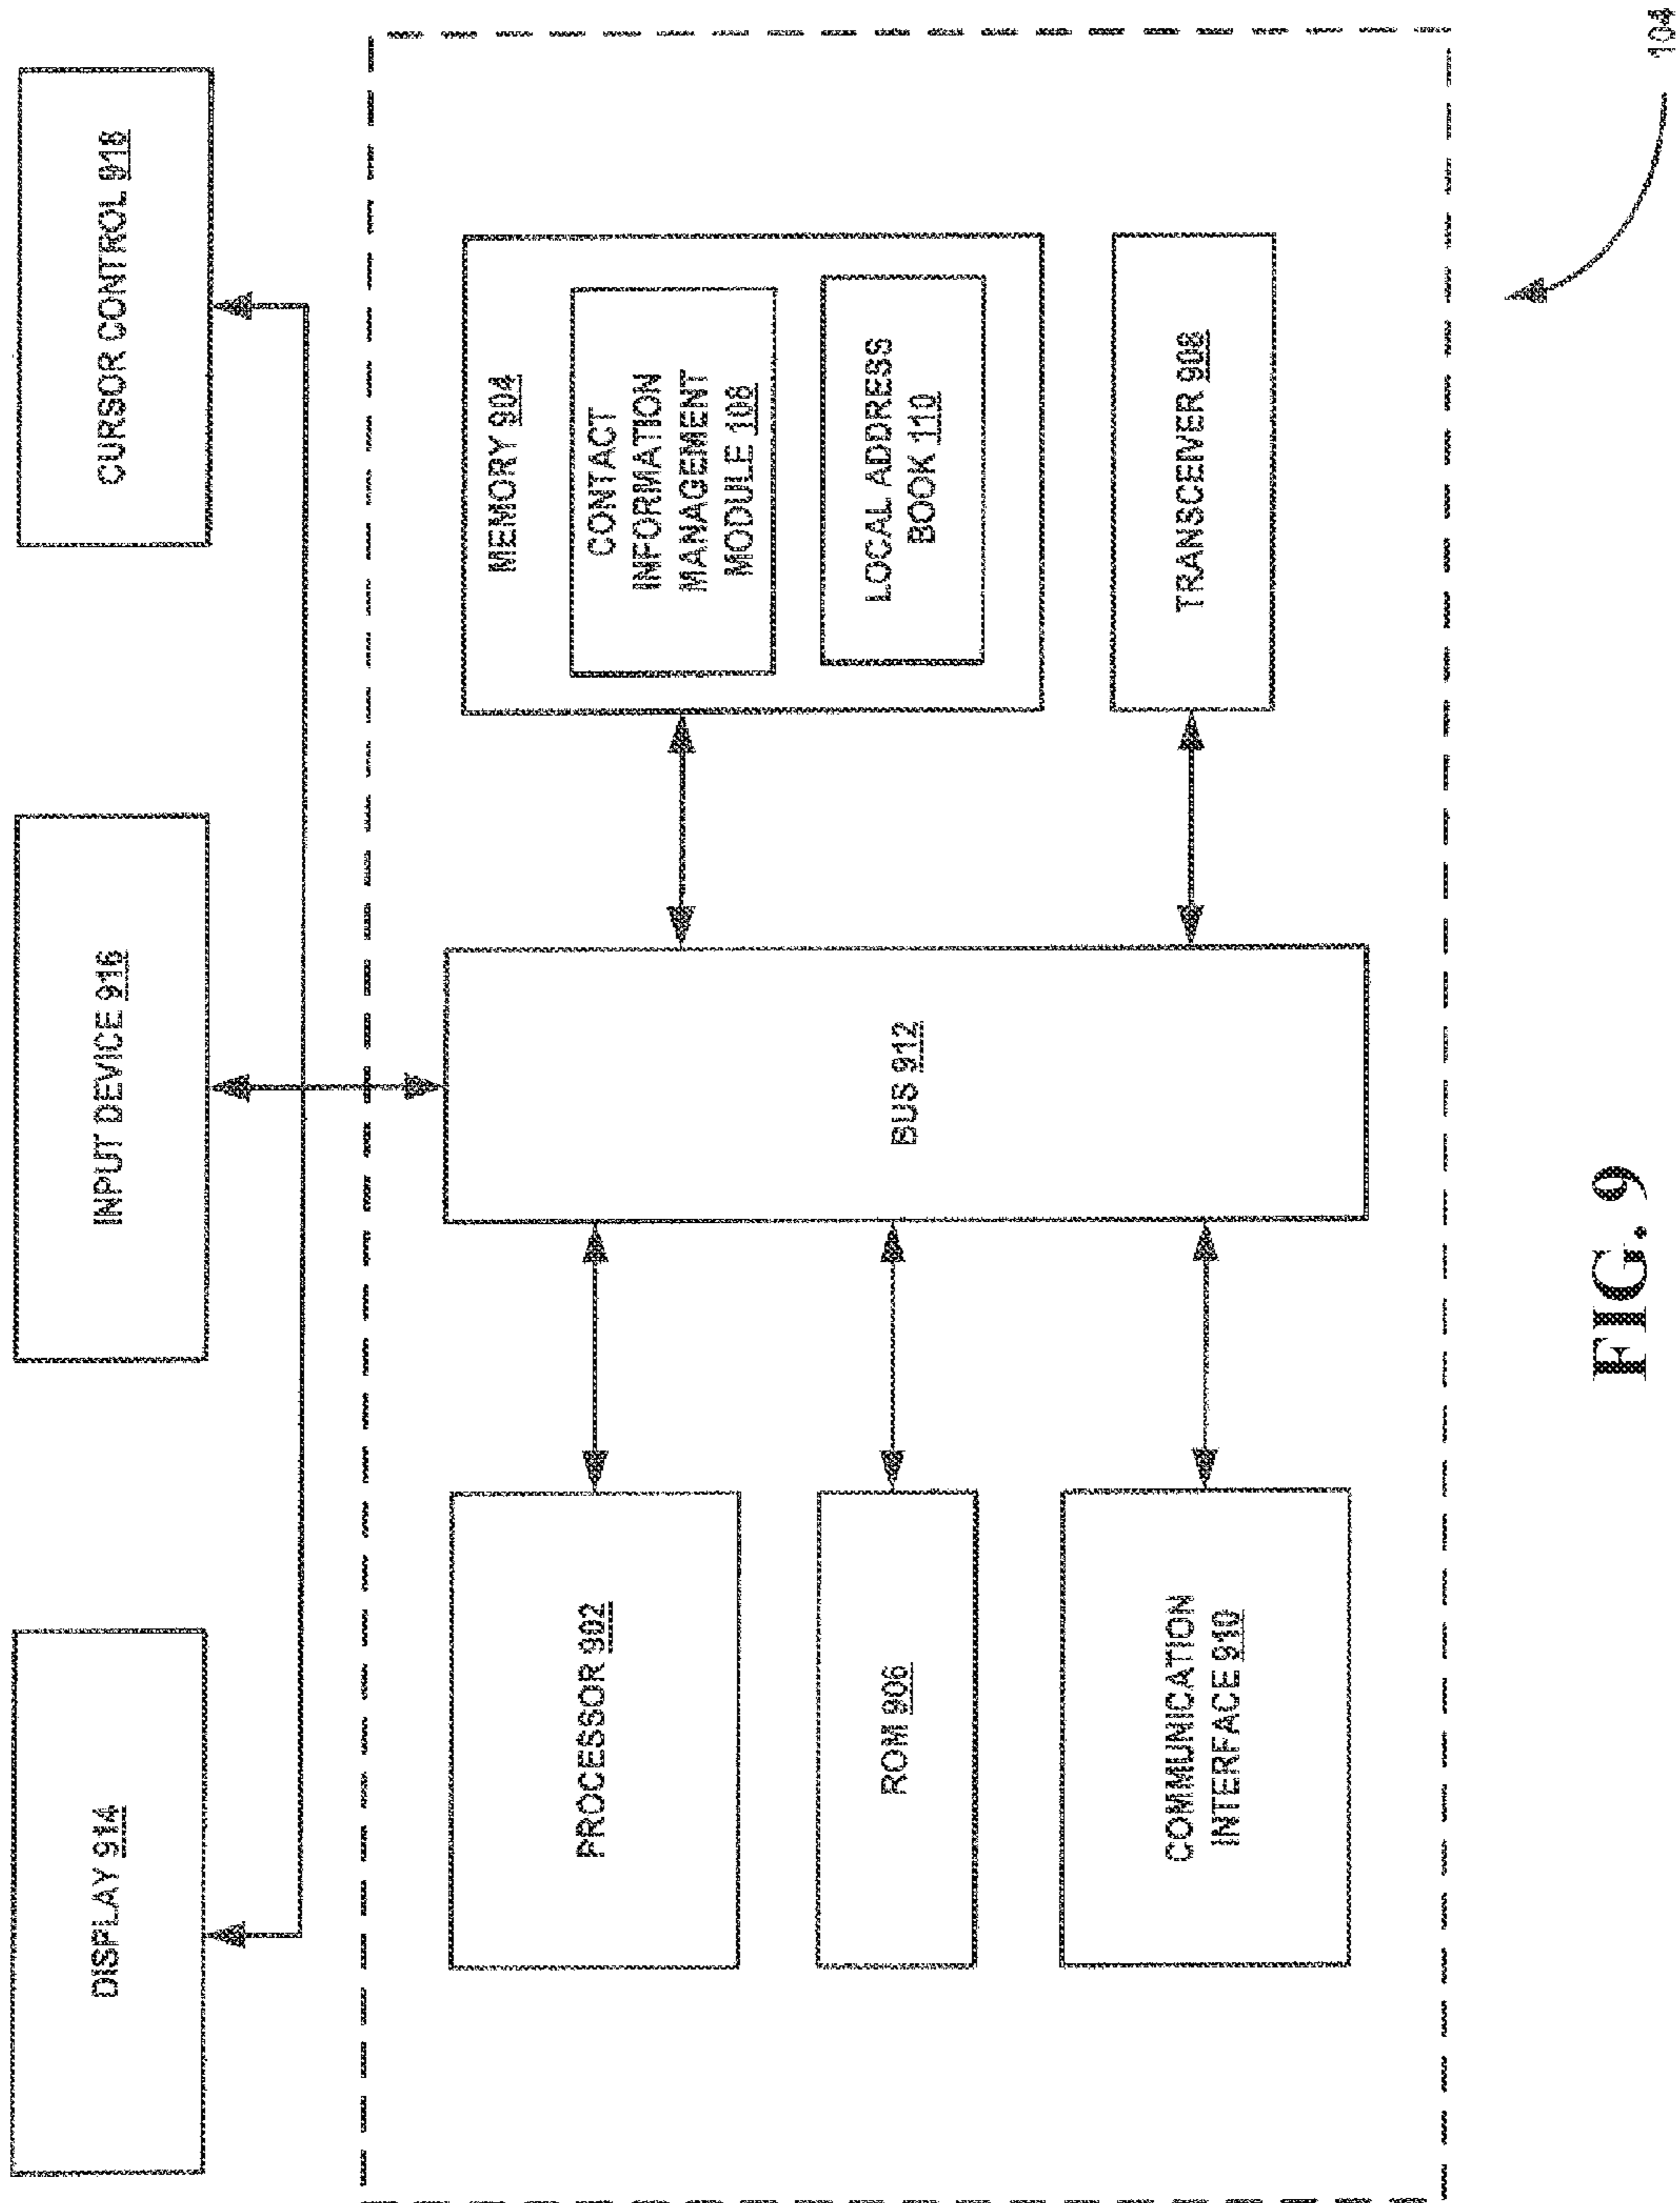 DISPLAY 914
INPUT DEVICE 916
CURSOR CONTROL 918
PROCESSOR 902
ROM 906
COMMUNICATION
INTERFACE 910
BUS 912
MEMORY 904
CONTACT
INFORMATION
MANAGEMENT
MODULE 108
LOCAL ADDRESS
BOOK 110
TRANSCEIVER 908
104
FIG. 9